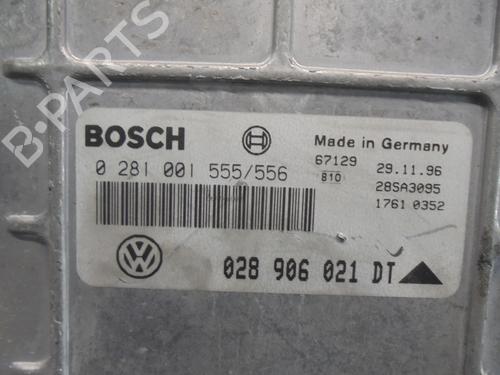 B-PARTS
BOSCH
Made in Germany
0 281 001 555/556
67129 29.11.96
B10 28SA3095
1761 0352
028 906 021 DT